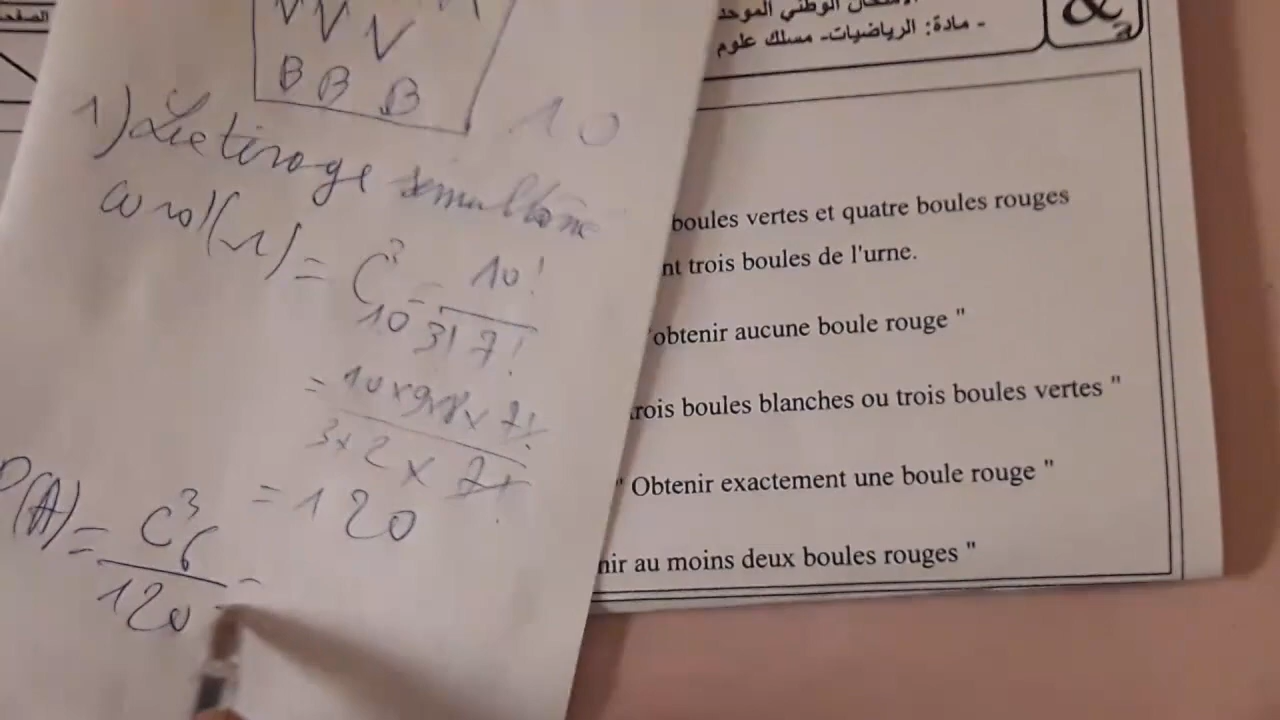 V V V
B B B
10
1) Le tirage simultané
card(Ω) = C³₁₀ = 10! / 3! 7!
= 10×9×8×7! / 3×2×7!
= 120
P(A) = C³₆ / 120 =
الوطني الموحد
- مادة: الرياضيات- مسلك علوم
boules vertes et quatre boules rouges
nt trois boules de l'urne.
"obtenir aucune boule rouge "
rois boules blanches ou trois boules vertes "
" Obtenir exactement une boule rouge "
nir au moins deux boules rouges "